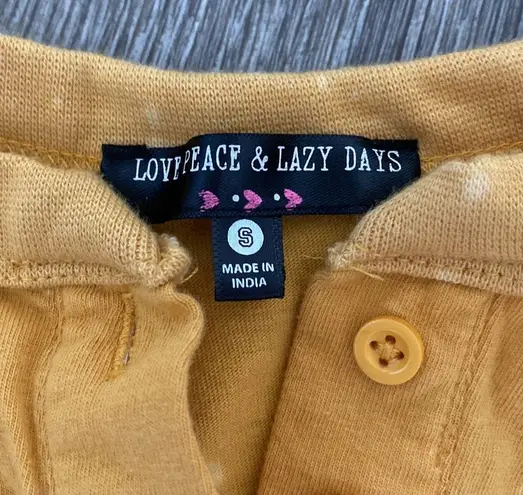 LOVE PEACE & LAZY DAYS
S
MADE IN
INDIA